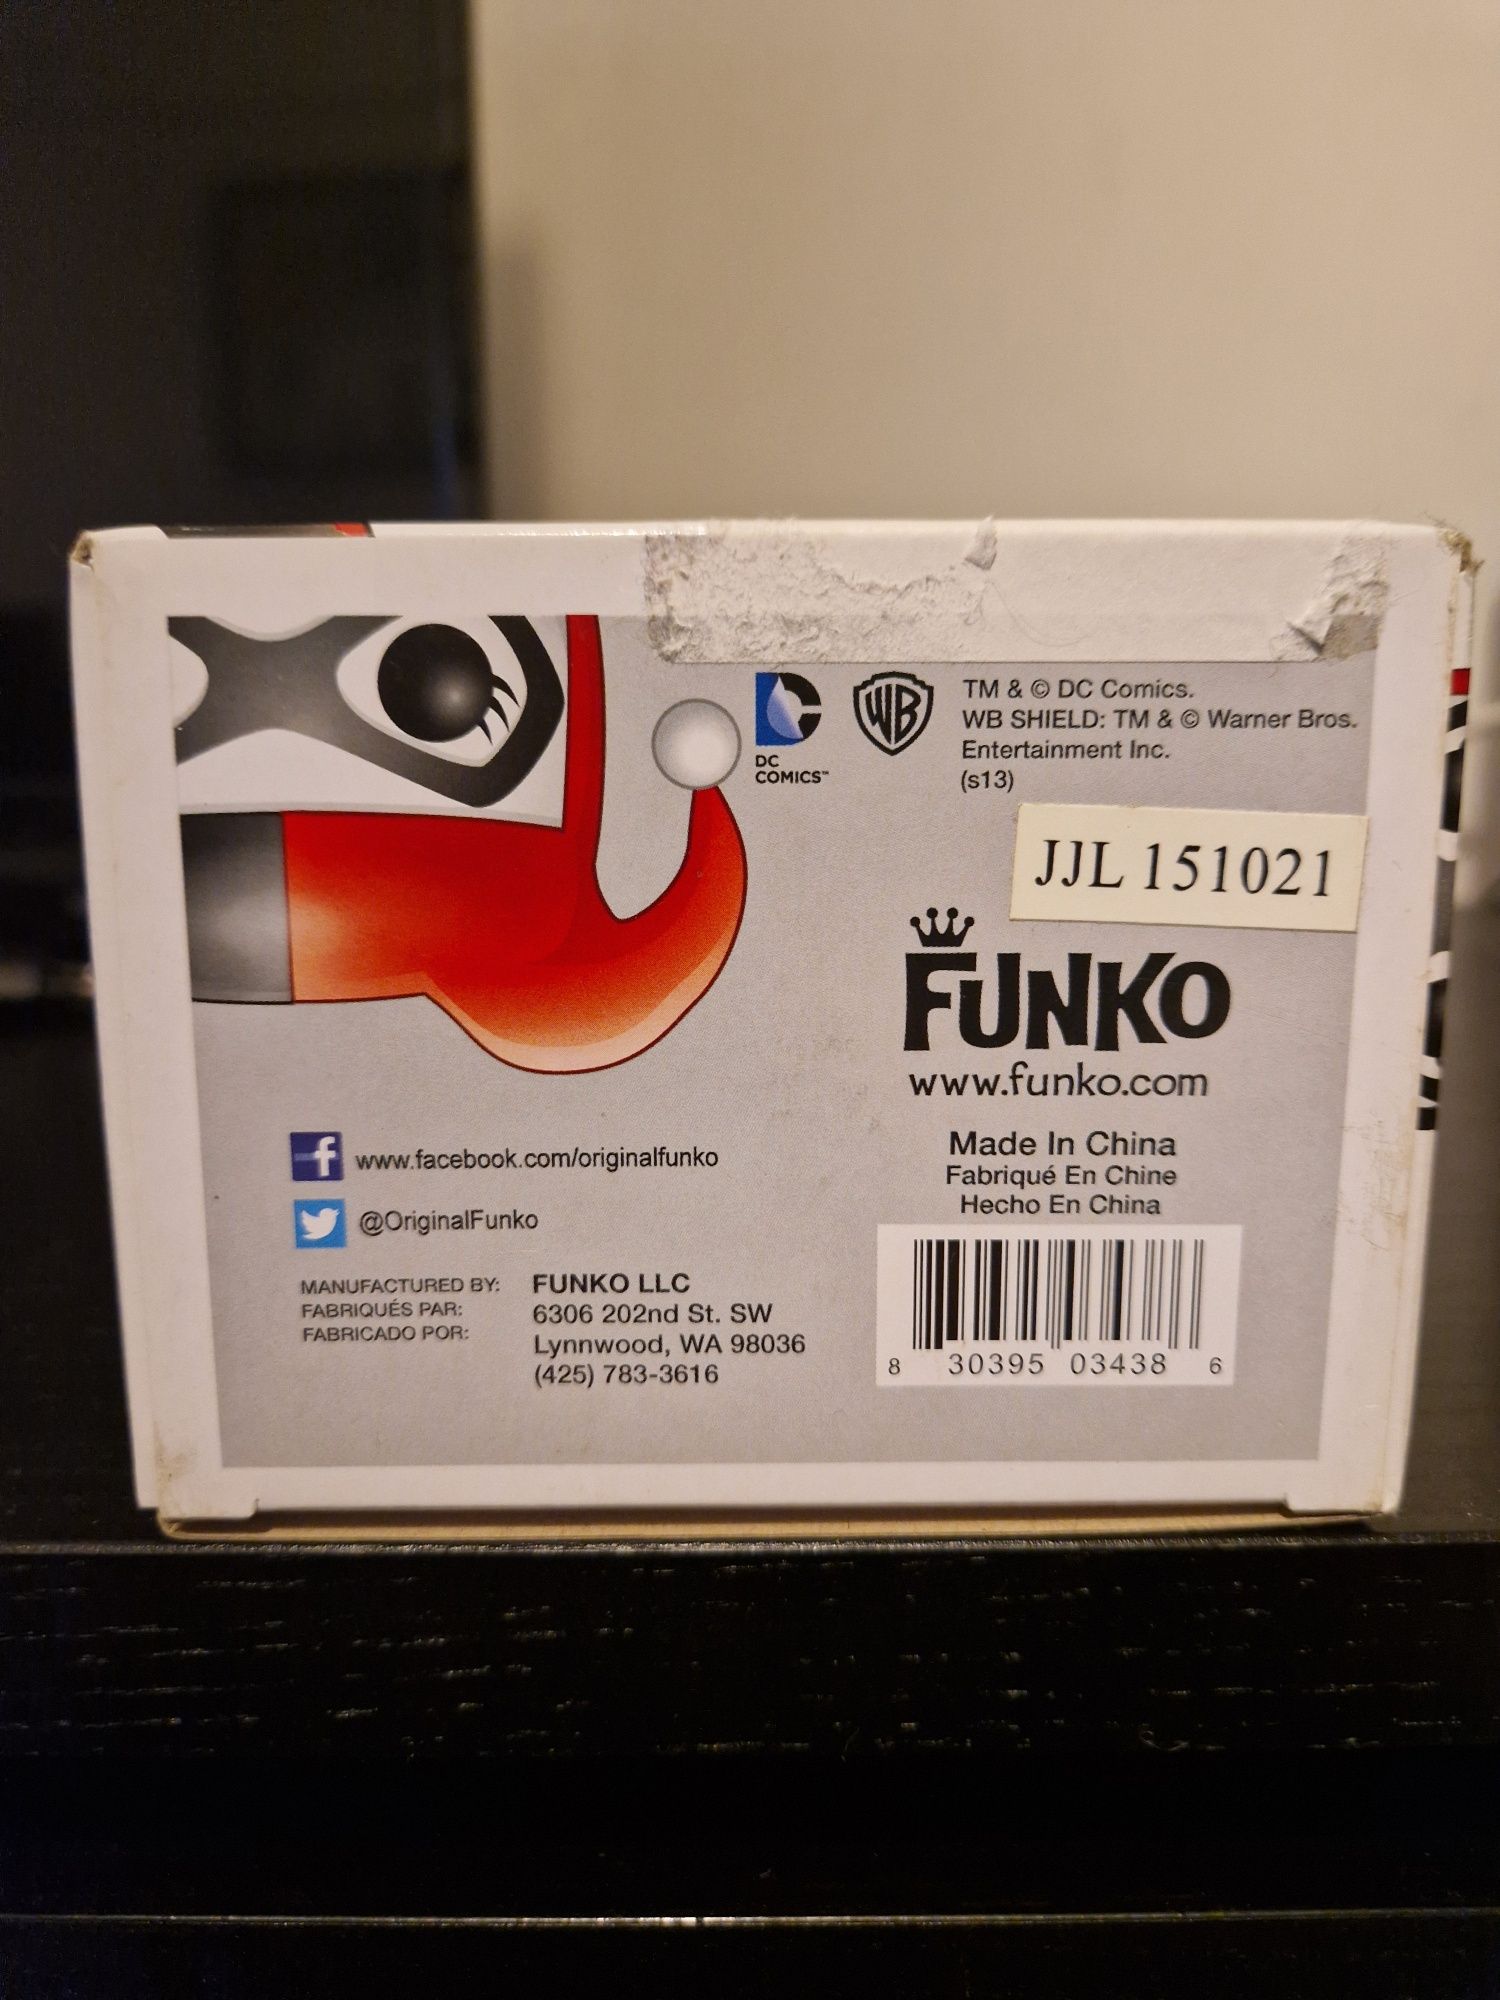 DC
COMICS™
WB
TM & © DC Comics.
WB SHIELD: TM & © Warner Bros.
Entertainment Inc.
(s13)
JJL 151021
FUNKO
www.funko.com
f www.facebook.com/originalfunko
@OriginalFunko
Made In China
Fabriqué En Chine
Hecho En China
MANUFACTURED BY: FUNKO LLC
FABRIQUÉS PAR: 6306 202nd St. SW
FABRICADO POR: Lynnwood, WA 98036
(425) 783-3616
8 30395 03438 6